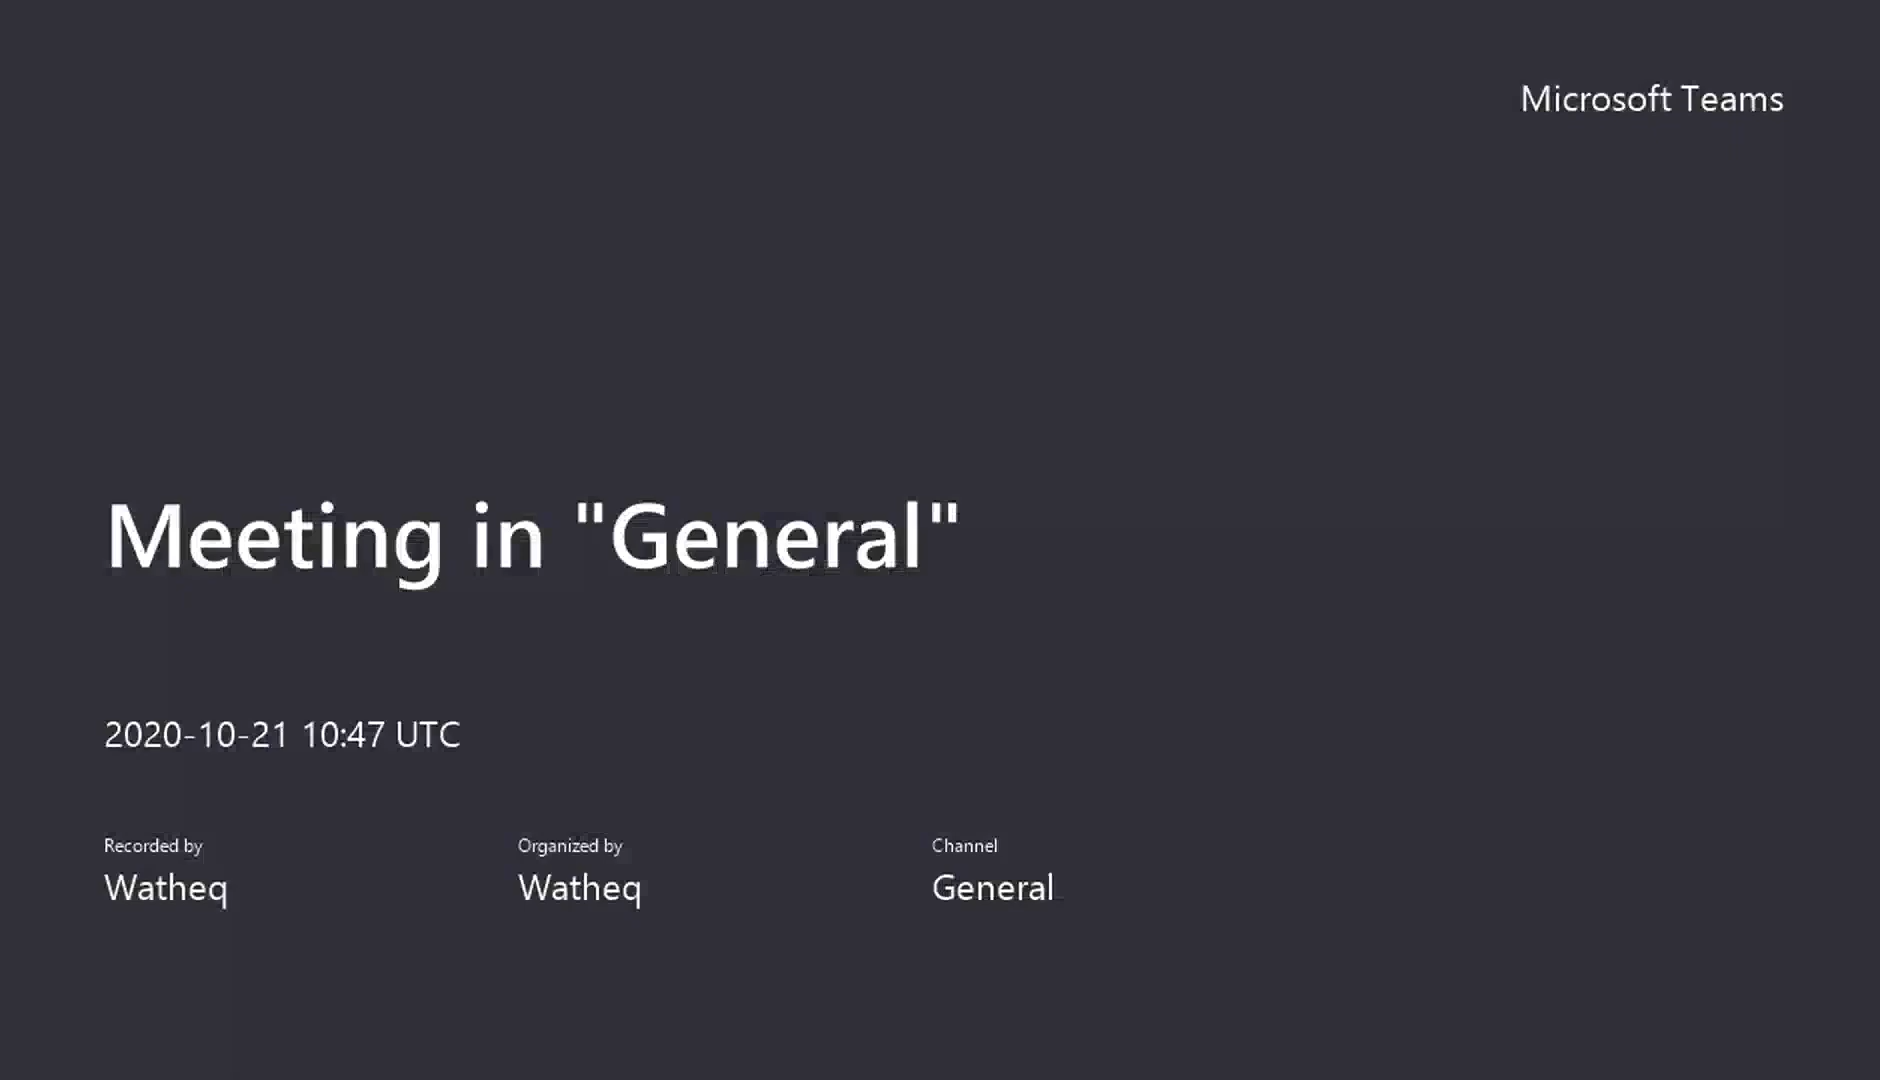 Microsoft Teams
Meeting in "General"
2020-10-21 10:47 UTC
Recorded by
Watheq
Organized by
Watheq
Channel
General